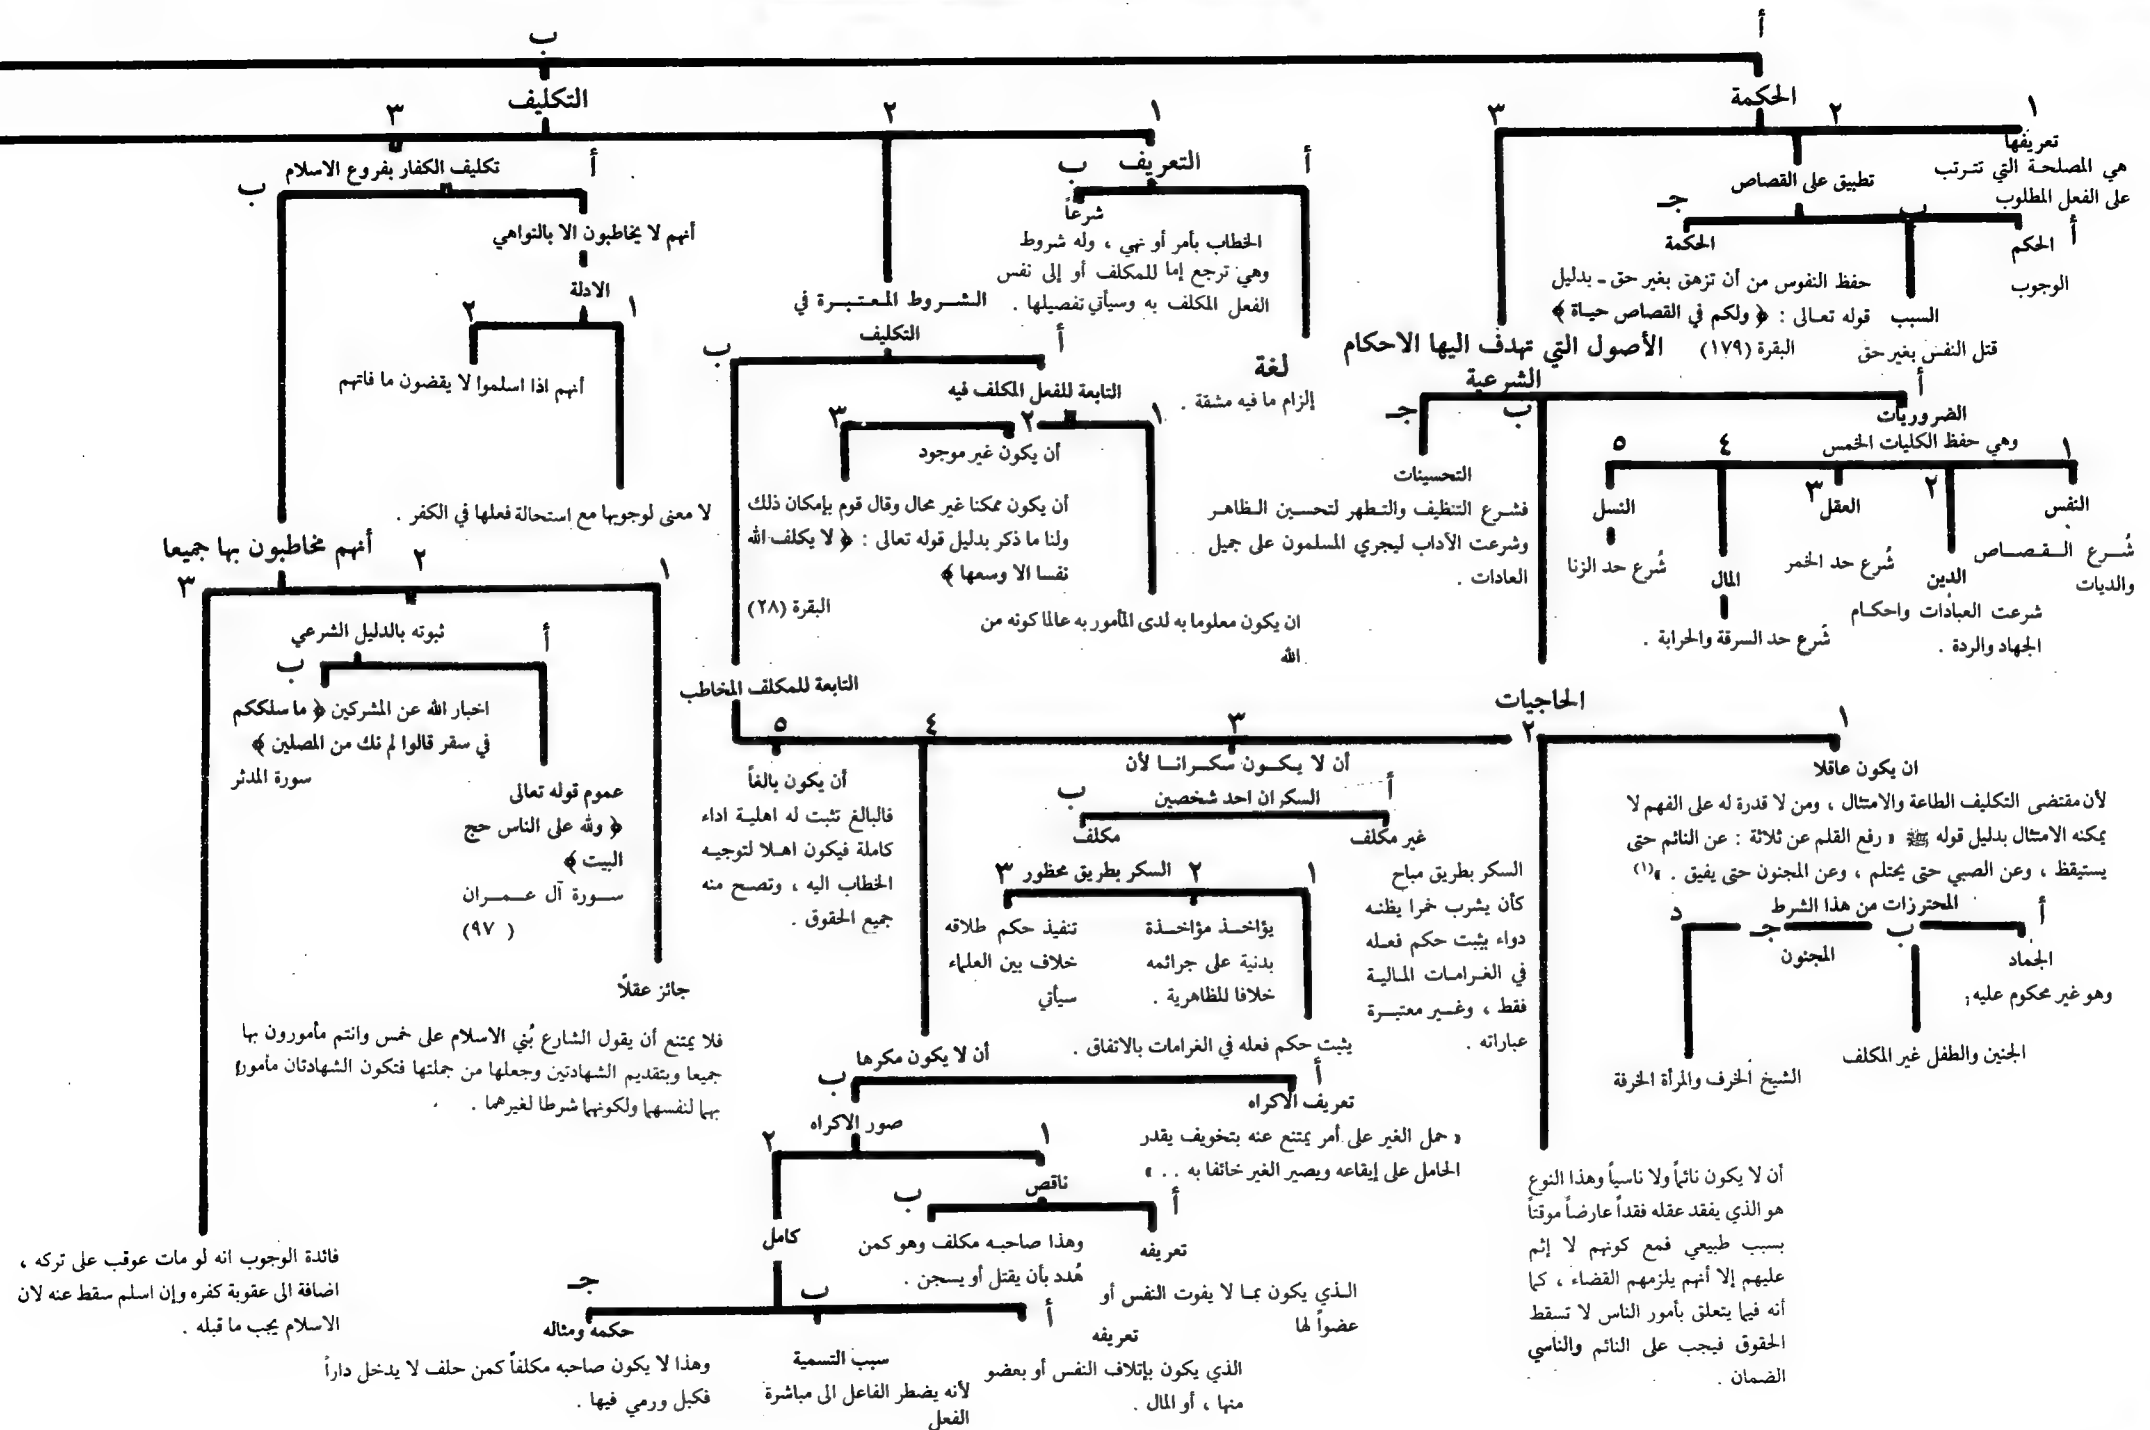 أ
ب
الحكمة
التكليف
١
٢
٣
تعريفها
هي المصلحة التي تترتب
على الفعل المطلوب
تطبيق على القصاص
أ
ب
جـ
الحكم
الوجوب
السبب
قتل النفس بغير حق
الحكمة
حفظ النفوس من أن تزهق بغير حق ـ بدليل
قوله تعالى : ﴿ ولكم في القصاص حياة ﴾
البقرة (١٧٩)
الأصول التي تهدف اليها الاحكام
الشرعية
أ
ب
جـ
الضروريات
وهي حفظ الكليات الخمس
١
٢
٣
٤
٥
النفس
شُرع القصاص
والديات
الدين
شرعت العبادات واحكام
الجهاد والردة .
العقل
شُرع حد الخمر
المال
شُرع حد السرقة والحرابة .
النسل
شُرع حد الزنا
التحسينات
فشرع التنظيف والتطهر لتحسين الظاهر
وشرعت الآداب ليجري المسلمون على جميل
العادات .
الحاجيات
١
٢
٣
التعريف
أ
ب
لغة
إلزام ما فيه مشقة .
شرعاً
الخطاب بأمر أو نهي ، وله شروط
وهي ترجع إما للمكلف أو إلى نفس
الفعل المكلف به وسيأتي تفصيلها .
الشروط المعتبرة في
التكليف
أ
ب
التابعة للفعل المكلف فيه
١
٢
٣
ان يكون معلوما به لدى المأمور به عالما كونه من
الله
أن يكون غير موجود
أن يكون ممكنا غير محال وقال قوم بإمكان ذلك
ولنا ما ذكر بدليل قوله تعالى : ﴿ لا يكلف الله
نفسا الا وسعها ﴾
البقرة (٢٨)
التابعة للمكلف المخاطب
١
٢
٣
٤
٥
ان يكون عاقلا
لأن مقتضى التكليف الطاعة والامتثال ، ومن لا قدرة له على الفهم لا
يمكنه الامتثال بدليل قوله ﷺ « رفع القلم عن ثلاثة : عن النائم حتى
يستيقظ ، وعن الصبي حتى يحتلم ، وعن المجنون حتى يفيق . »(١)
المحترزات من هذا الشرط
أ
ب
جـ
د
الجماد
وهو غير محكوم عليه
الجنين والطفل غير المكلف
المجنون
الشيخ الخرف والمرأة الخرفة
أن لا يكون نائماً ولا ناسياً وهذا النوع
هو الذي يفقد عقله فقداً عارضاً موقتاً
بسبب طبيعي فمع كونهم لا إثم
عليهم إلا أنهم يلزمهم القضاء ، كما
أنه فيما يتعلق بأمور الناس لا تسقط
الحقوق فيجب على النائم والناسي
الضمان .
أن لا يكون سكرانا لأن
السكران احد شخصين
أ
ب
غير مكلف
السكر بطريق مباح
كأن يشرب خمرا يظنه
دواء يثبت حكم فعله
في الغرامات المالية
فقط ، وغير معتبرة
عباراته .
مكلف
السكر بطريق محظور
١
٢
٣
يثبت حكم فعله في الغرامات بالاتفاق .
يؤاخذ مؤاخذة
بدنية على جرائمه
خلافا للظاهرية .
تنفيذ حكم طلاقه
خلاف بين العلماء
سيأتي
أن لا يكون مكرها
أ
ب
تعريف الاكراه
« حمل الغير على أمر يمتنع عنه بتخويف يقدر
الحامل على إيقاعه ويصير الغير خائفا به . . »
صور الاكراه
١
٢
ناقص
أ
ب
تعريفه
الذي يكون بما لا يفوت النفس أو
عضواً لها
وهذا صاحبه مكلف وهو كمن
هُدد بأن يقتل أو يسجن .
كامل
أ
ب
جـ
تعريفه
الذي يكون بإتلاف النفس أو بعضو
منها ، أو المال .
سبب التسمية
لأنه يضطر الفاعل الى مباشرة
الفعل
حكمه ومثاله
وهذا لا يكون صاحبه مكلفاً كمن حلف لا يدخل داراً
فكبل ورمي فيها .
أن يكون بالغاً
فالبالغ تثبت له اهلية اداء
كاملة فيكون اهلا لتوجيه
الخطاب اليه ، وتصح منه
جميع الحقوق .
تكليف الكفار بفروع الاسلام
أ
ب
أنهم لا يخاطبون الا بالنواهي
الادلة
١
٢
لا معنى لوجوبها مع استحالة فعلها في الكفر .
أنهم اذا اسلموا لا يقضون ما فاتهم
أنهم مخاطبون بها جميعا
١
٢
٣
جائز عقلاً
فلا يمتنع أن يقول الشارع بُني الاسلام على خمس وانتم مأمورون بها
جميعا وبتقديم الشهادتين وجعلها من جملتها فتكون الشهادتان مأمورا
بهما لنفسهما ولكونهما شرطا لغيرهما .
ثبوته بالدليل الشرعي
أ
ب
عموم قوله تعالى
﴿ ولله على الناس حج
البيت ﴾
سورة آل عمران
(٩٧ )
اخبار الله عن المشركين ﴿ ما سلككم
في سقر قالوا لم نك من المصلين ﴾
سورة المدثر
فائدة الوجوب انه لو مات عوقب على تركه ،
اضافة الى عقوبة كفره وإن اسلم سقط عنه لان
الاسلام يجب ما قبله .